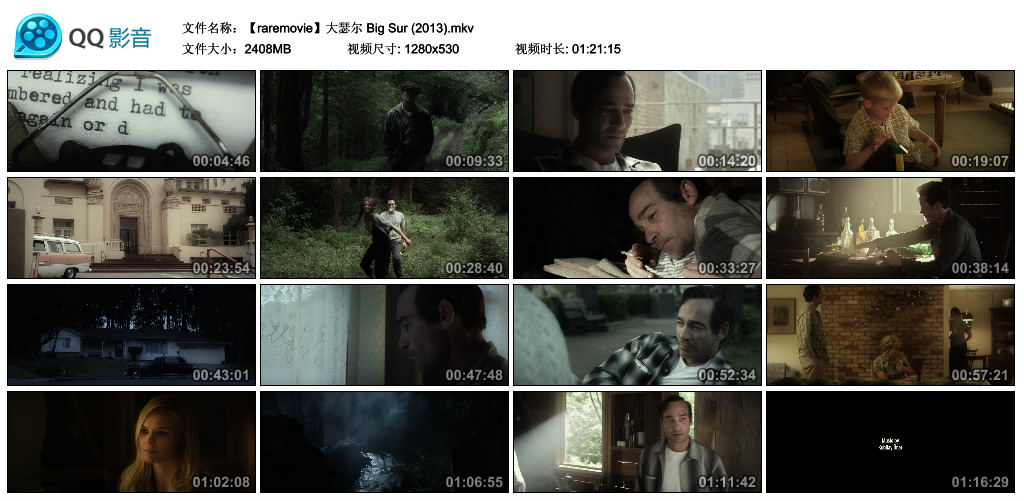 QQ 影音
文件名称: 【raremovie】大瑟尔 Big Sur (2013).mkv
文件大小: 2408MB 视频尺寸: 1280x530 视频时长: 01:21:15
realizing I was
mbered and had to
again or d
00:04:46
00:09:33
00:14:20
00:19:07
00:23:54
00:28:40
00:33:27
00:38:14
00:43:01
00:47:48
00:52:34
00:57:21
01:02:08
01:06:55
01:11:42
Music by
01:16:29